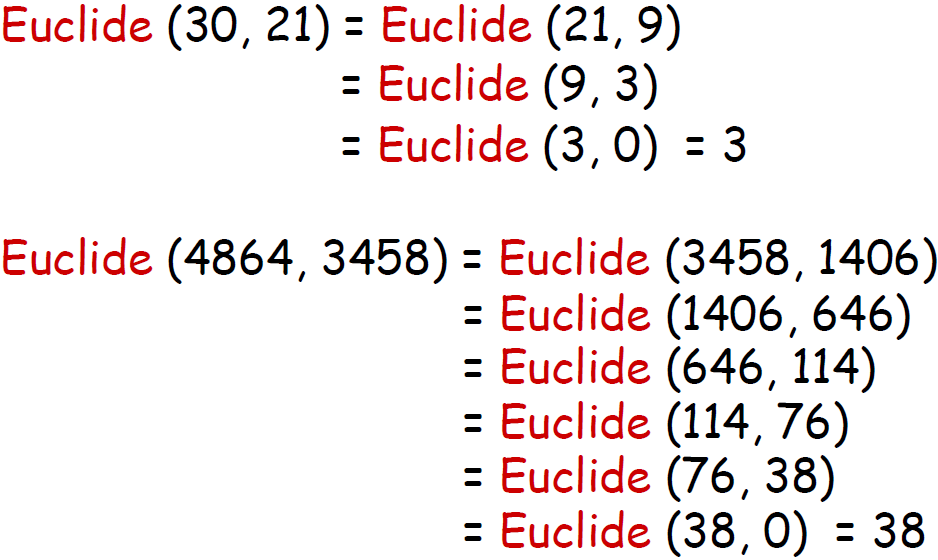 Euclide (30, 21) = Euclide (21, 9)
= Euclide (9, 3)
= Euclide (3, 0) = 3
Euclide (4864, 3458) = Euclide (3458, 1406)
= Euclide (1406, 646)
= Euclide (646, 114)
= Euclide (114, 76)
= Euclide (76, 38)
= Euclide (38, 0) = 38